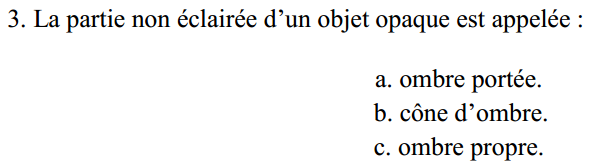 3. La partie non éclairée d’un objet opaque est appelée :
a. ombre portée.
b. cône d’ombre.
c. ombre propre.